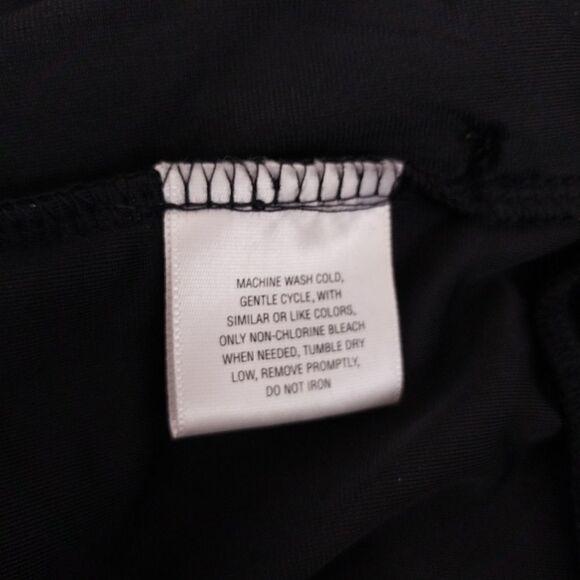 MACHINE WASH COLD,
GENTLE CYCLE, WITH
SIMILAR OR LIKE COLORS,
ONLY NON-CHLORINE BLEACH
WHEN NEEDED, TUMBLE DRY
LOW, REMOVE PROMPTLY,
DO NOT IRON